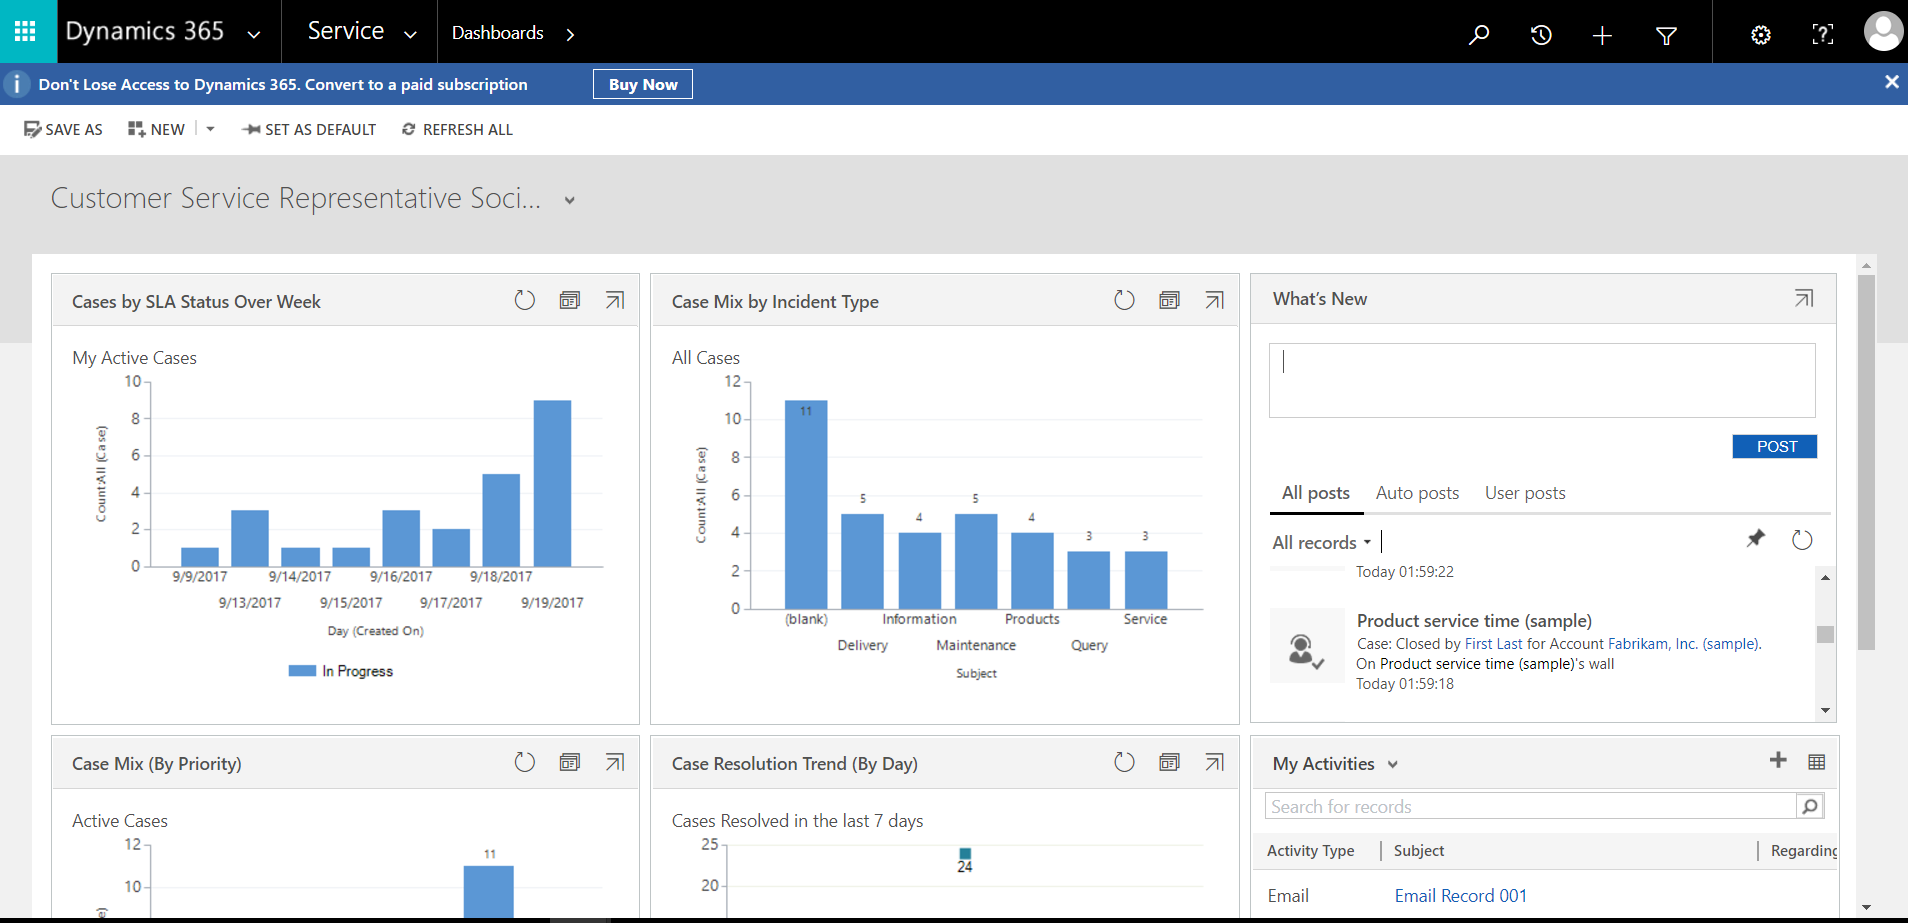 Dynamics 365
Service
Dashboards
Don't Lose Access to Dynamics 365. Convert to a paid subscription
Buy Now
SAVE AS
NEW
SET AS DEFAULT
REFRESH ALL
Customer Service Representative Soci...
Cases by SLA Status Over Week
My Active Cases
10
8
6
4
2
0
Count:All (Case)
9/9/2017 9/14/2017 9/16/2017 9/18/2017
9/13/2017 9/15/2017 9/17/2017 9/19/2017
Day (Created On)
In Progress
Case Mix by Incident Type
All Cases
12
10
8
6
4
2
0
Count:All (Case)
11 5 4 5 4 3 3
(blank) Information Products Service
Delivery Maintenance Query
Subject
What's New
POST
All posts Auto posts User posts
All records
Today 01:59:22
Product service time (sample)
Case: Closed by First Last for Account Fabrikam, Inc. (sample).
On Product service time (sample)'s wall
Today 01:59:18
Case Mix (By Priority)
Active Cases
12
10
11
Case Resolution Trend (By Day)
Cases Resolved in the last 7 days
25
20
24
My Activities
Search for records
Activity Type Subject Regarding
Email Email Record 001